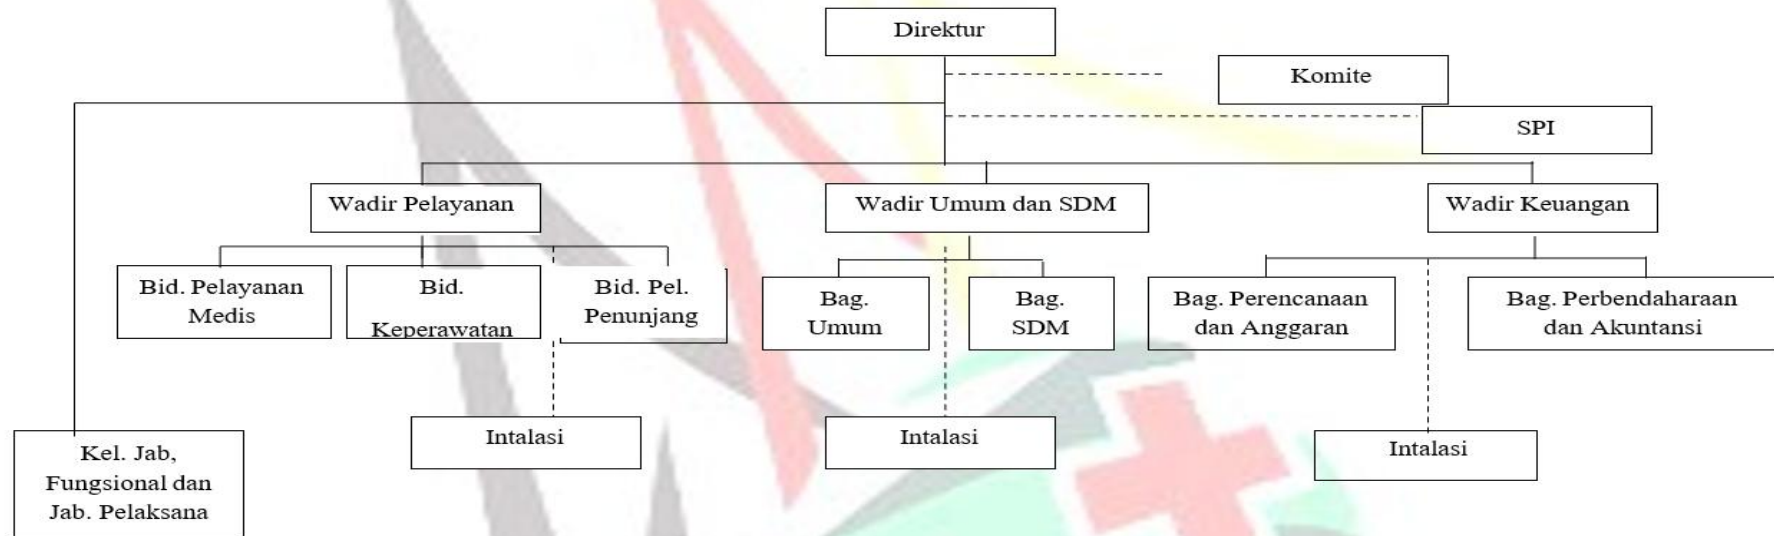 Direktur
Komite
SPI
Wadir Pelayanan
Wadir Umum dan SDM
Wadir Keuangan
Bid. Pelayanan
Medis
Bid.
Keperawatan
Bid. Pel.
Penunjang
Bag.
Umum
Bag.
SDM
Bag. Perencanaan
dan Anggaran
Bag. Perbendaharaan
dan Akuntansi
Intalasi
Intalasi
Intalasi
Kel. Jab,
Fungsional dan
Jab. Pelaksana